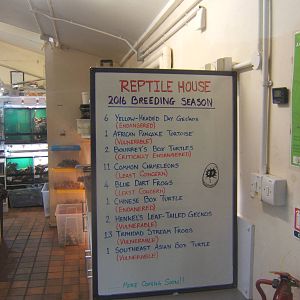 REPTILE HOUSE
2016 BREEDING SEASON
6 YELLOW-HEADED DAY GECKOS
(ENDANGERED)
1 AFRICAN PANCAKE TORTOISE
(VULNERABLE)
2 BOURRET'S BOX TURTLES
(CRITICALLY ENDANGERED)
11 COMMON CHAMELEONS
(LEAST CONCERN)
4 BLUE DART FROGS
(LEAST CONCERN)
1 CHINESE BOX TURTLE
(ENDANGERED)
2 HENKEL'S LEAF-TAILED GECKOS
(VULNERABLE)
13 TRINIDAD STREAM FROGS
(VULNERABLE)
1 SOUTHEAST ASIAN BOX TURTLE
(VULNERABLE)
MORE COMING SOON!!